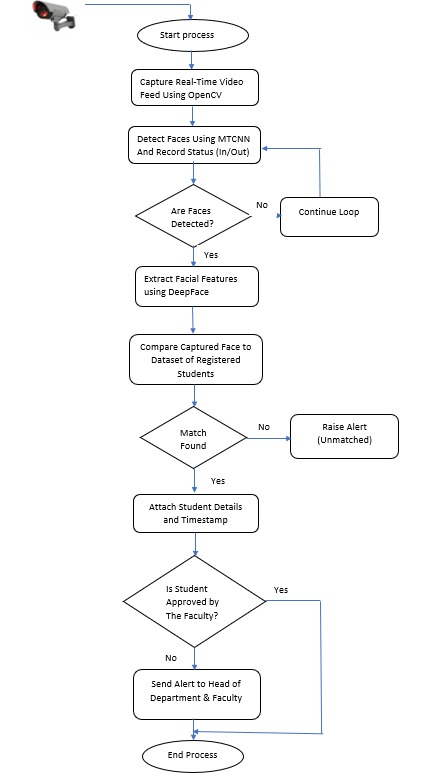 Start process
Capture Real-Time Video
Feed Using OpenCV
Detect Faces Using MTCNN
And Record Status (In/Out)
Are Faces
Detected?
No
Continue Loop
Yes
Extract Facial Features
using DeepFace
Compare Captured Face to
Dataset of Registered
Students
Match
Found
No
Raise Alert
(Unmatched)
Yes
Attach Student Details
and Timestamp
Is Student
Approved by
The Faculty?
Yes
No
Send Alert to Head of
Department & Faculty
End Process